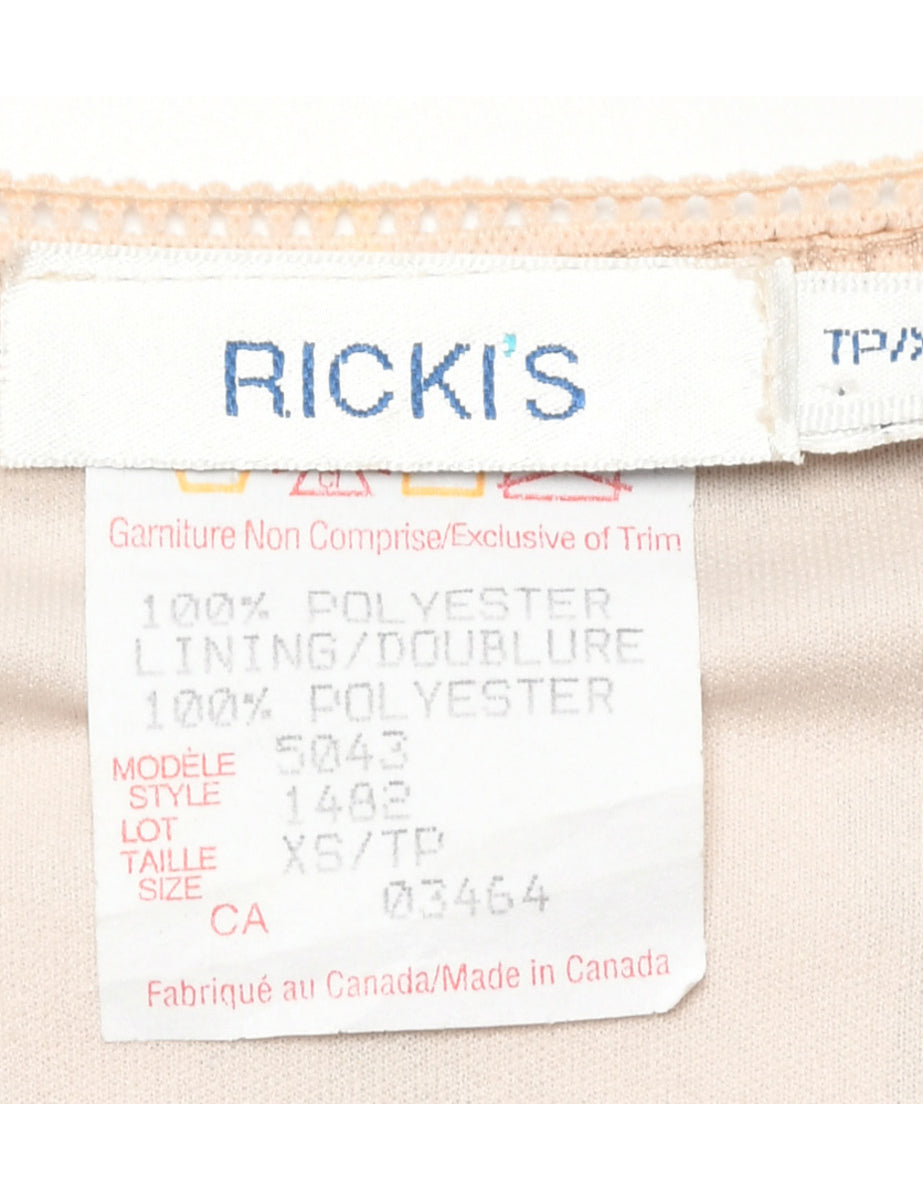 RICKI'S
TP/X
Garniture Non Comprise/Exclusive of Trim
100% POLYESTER
LINING/DOUBLURE
100% POLYESTER
MODÈLE 5043
STYLE 1482
LOT
TAILLE XS/TP
SIZE
CA 03464
Fabriqué au Canada/Made in Canada